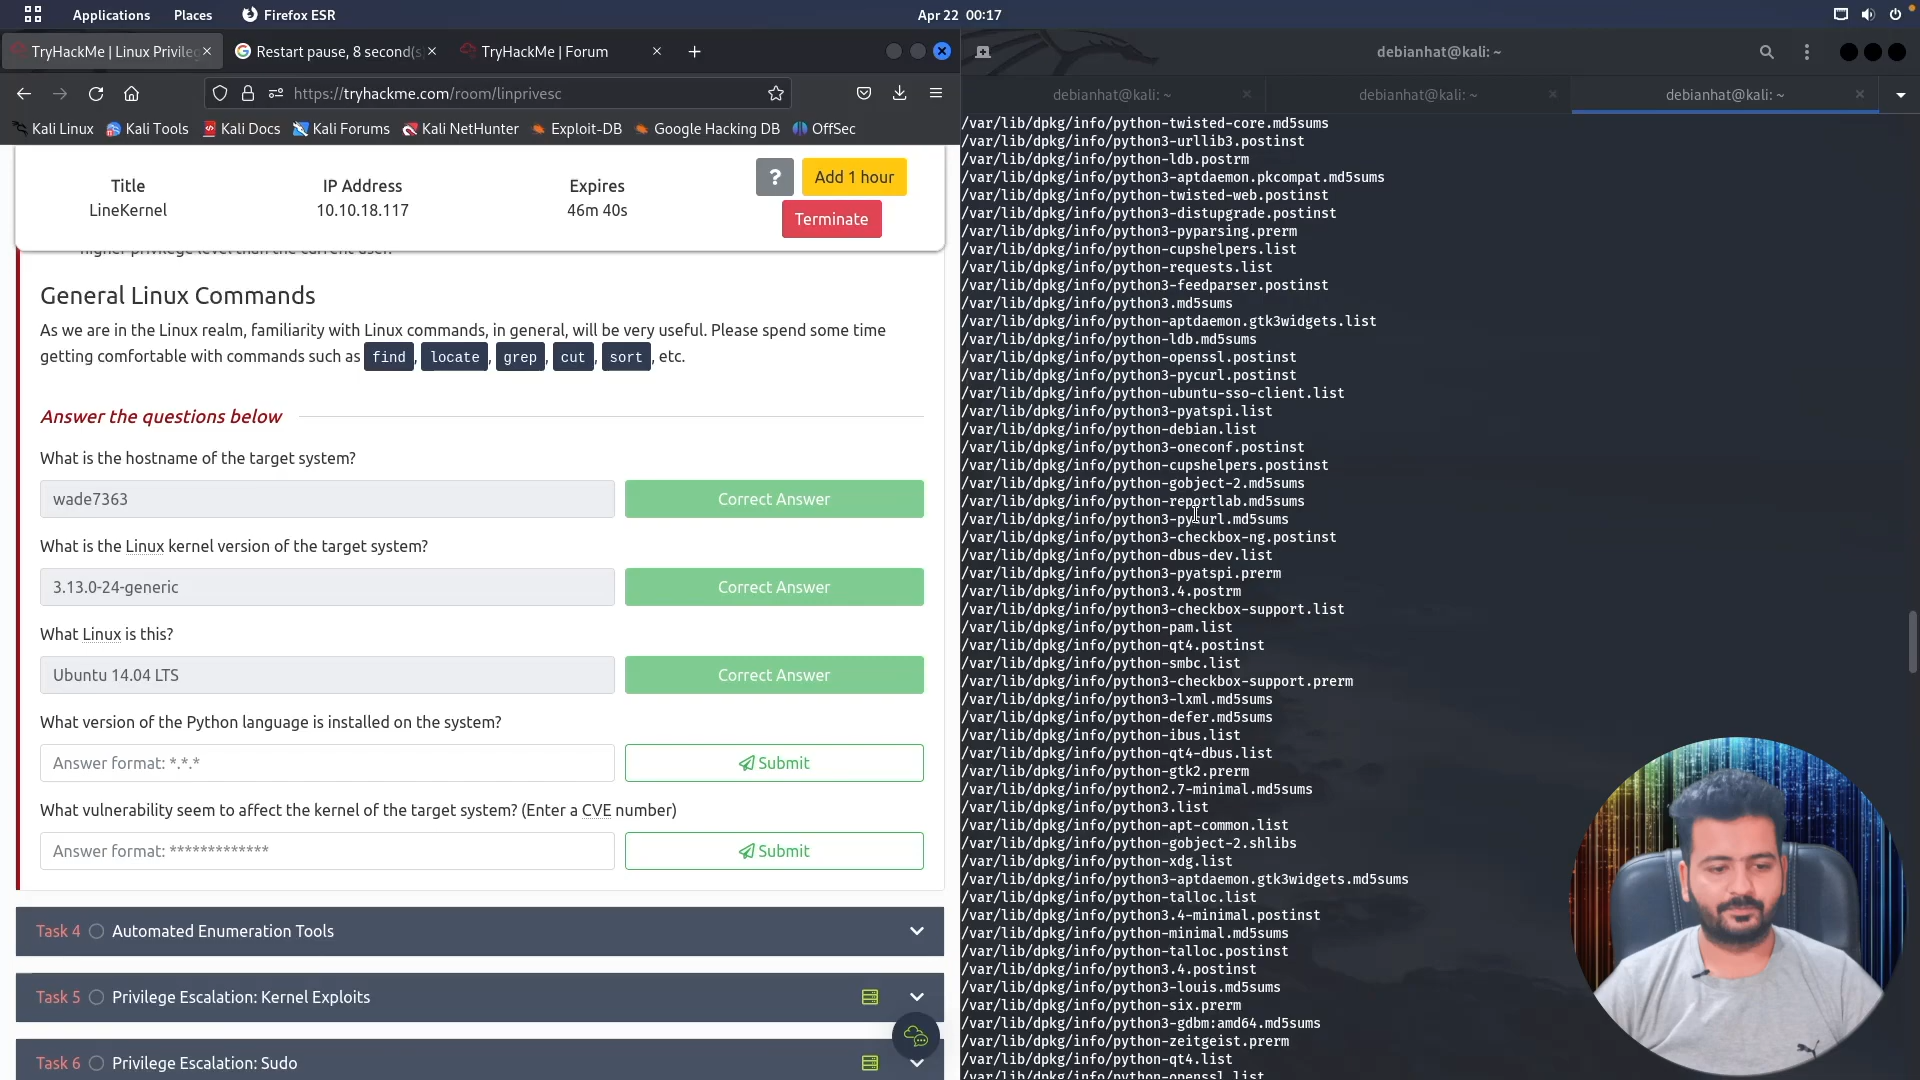 Applications Places Firefox ESR Apr 22 00:17
TryHackMe | Linux Privileg
Restart pause, 8 second(s
TryHackMe | Forum
https://tryhackme.com/room/linprivesc
Kali Linux Kali Tools Kali Docs Kali Forums Kali NetHunter Exploit-DB Google Hacking DB OffSec
Title IP Address Expires
LineKernel 10.10.18.117 46m 40s
? Add 1 hour
Terminate
higher privilege level than the current user.
General Linux Commands
As we are in the Linux realm, familiarity with Linux commands, in general, will be very useful. Please spend some time
getting comfortable with commands such as find, locate, grep, cut, sort, etc.
Answer the questions below
What is the hostname of the target system?
wade7363 Correct Answer
What is the Linux kernel version of the target system?
3.13.0-24-generic Correct Answer
What Linux is this?
Ubuntu 14.04 LTS Correct Answer
What version of the Python language is installed on the system?
Answer format: *.*.* Submit
What vulnerability seem to affect the kernel of the target system? (Enter a CVE number)
Answer format: ************* Submit
Task 4 Automated Enumeration Tools
Task 5 Privilege Escalation: Kernel Exploits
Task 6 Privilege Escalation: Sudo
debianhat@kali: ~
debianhat@kali: ~ debianhat@kali: ~ debianhat@kali: ~
/var/lib/dpkg/info/python-twisted-core.md5sums
/var/lib/dpkg/info/python3-urllib3.postinst
/var/lib/dpkg/info/python-ldb.postrm
/var/lib/dpkg/info/python3-aptdaemon.pkcompat.md5sums
/var/lib/dpkg/info/python-twisted-web.postinst
/var/lib/dpkg/info/python3-distupgrade.postinst
/var/lib/dpkg/info/python3-pyparsing.prerm
/var/lib/dpkg/info/python-cupshelpers.list
/var/lib/dpkg/info/python-requests.list
/var/lib/dpkg/info/python3-feedparser.postinst
/var/lib/dpkg/info/python3.md5sums
/var/lib/dpkg/info/python-aptdaemon.gtk3widgets.list
/var/lib/dpkg/info/python-ldb.md5sums
/var/lib/dpkg/info/python-openssl.postinst
/var/lib/dpkg/info/python3-pycurl.postinst
/var/lib/dpkg/info/python-ubuntu-sso-client.list
/var/lib/dpkg/info/python3-pyatspi.list
/var/lib/dpkg/info/python-debian.list
/var/lib/dpkg/info/python3-oneconf.postinst
/var/lib/dpkg/info/python-cupshelpers.postinst
/var/lib/dpkg/info/python-gobject-2.md5sums
/var/lib/dpkg/info/python-reportlab.md5sums
/var/lib/dpkg/info/python3-pycurl.md5sums
/var/lib/dpkg/info/python3-checkbox-ng.postinst
/var/lib/dpkg/info/python-dbus-dev.list
/var/lib/dpkg/info/python3-pyatspi.prerm
/var/lib/dpkg/info/python3.4.postrm
/var/lib/dpkg/info/python3-checkbox-support.list
/var/lib/dpkg/info/python-pam.list
/var/lib/dpkg/info/python-qt4.postinst
/var/lib/dpkg/info/python-smbc.list
/var/lib/dpkg/info/python3-checkbox-support.prerm
/var/lib/dpkg/info/python3-lxml.md5sums
/var/lib/dpkg/info/python-defer.md5sums
/var/lib/dpkg/info/python-ibus.list
/var/lib/dpkg/info/python-qt4-dbus.list
/var/lib/dpkg/info/python-gtk2.prerm
/var/lib/dpkg/info/python2.7-minimal.md5sums
/var/lib/dpkg/info/python3.list
/var/lib/dpkg/info/python-apt-common.list
/var/lib/dpkg/info/python-gobject-2.shlibs
/var/lib/dpkg/info/python-xdg.list
/var/lib/dpkg/info/python3-aptdaemon.gtk3widgets.md5sums
/var/lib/dpkg/info/python-talloc.list
/var/lib/dpkg/info/python3.4-minimal.postinst
/var/lib/dpkg/info/python-minimal.md5sums
/var/lib/dpkg/info/python-talloc.postinst
/var/lib/dpkg/info/python3.4.postinst
/var/lib/dpkg/info/python3-louis.md5sums
/var/lib/dpkg/info/python-six.prerm
/var/lib/dpkg/info/python3-gdbm:amd64.md5sums
/var/lib/dpkg/info/python-zeitgeist.prerm
/var/lib/dpkg/info/python-qt4.list
/var/lib/dpkg/info/python-openssl.list